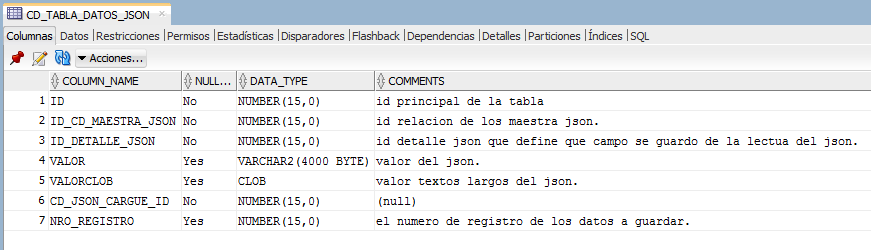 CD_TABLA_DATOS_JSON
Columnas Datos Restricciones Permisos Estadísticas Disparadores Flashback Dependencias Detalles Particiones Índices SQL
Acciones...
COLUMN_NAME NULL... DATA_TYPE COMMENTS
1 ID No NUMBER(15,0) id principal de la tabla
2 ID_CD_MAESTRA_JSON No NUMBER(15,0) id relacion de los maestra json.
3 ID_DETALLE_JSON No NUMBER(15,0) id detalle json que define que campo se guardo de la lectua del json.
4 VALOR Yes VARCHAR2(4000 BYTE) valor del json.
5 VALORCLOB Yes CLOB valor textos largos del json.
6 CD_JSON_CARGUE_ID No NUMBER(15,0) (null)
7 NRO_REGISTRO Yes NUMBER(15,0) el numero de registro de los datos a guardar.